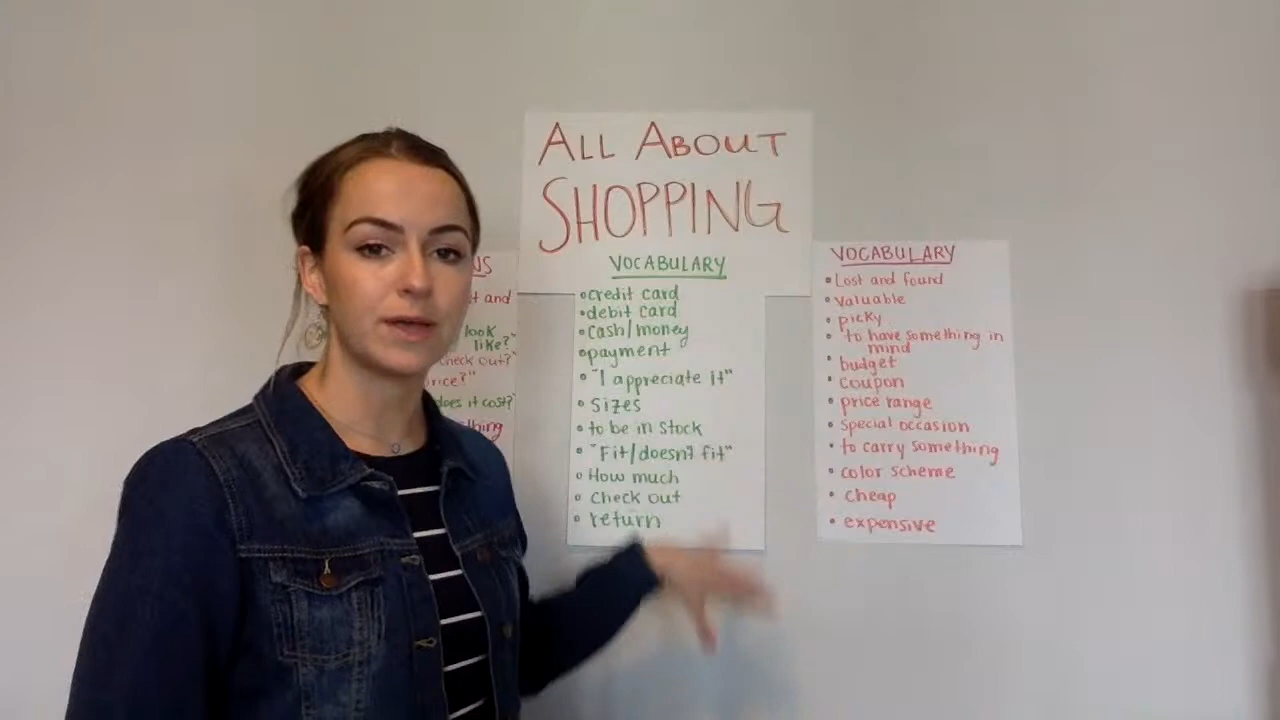 ALL ABOUT
SHOPPING
and
look
like?"
check out?"
does it cost?"
VOCABULARY
• credit card
• debit card
• cash/money
• payment
• "I appreciate it"
• sizes
• to be in stock
• "Fit/doesn't fit"
• How much
• check out
• return
VOCABULARY
• Lost and found
• valuable
• picky
• to have something in
mind
• budget
• coupon
• price range
• special occasion
• to carry something
• color scheme
• cheap
• expensive